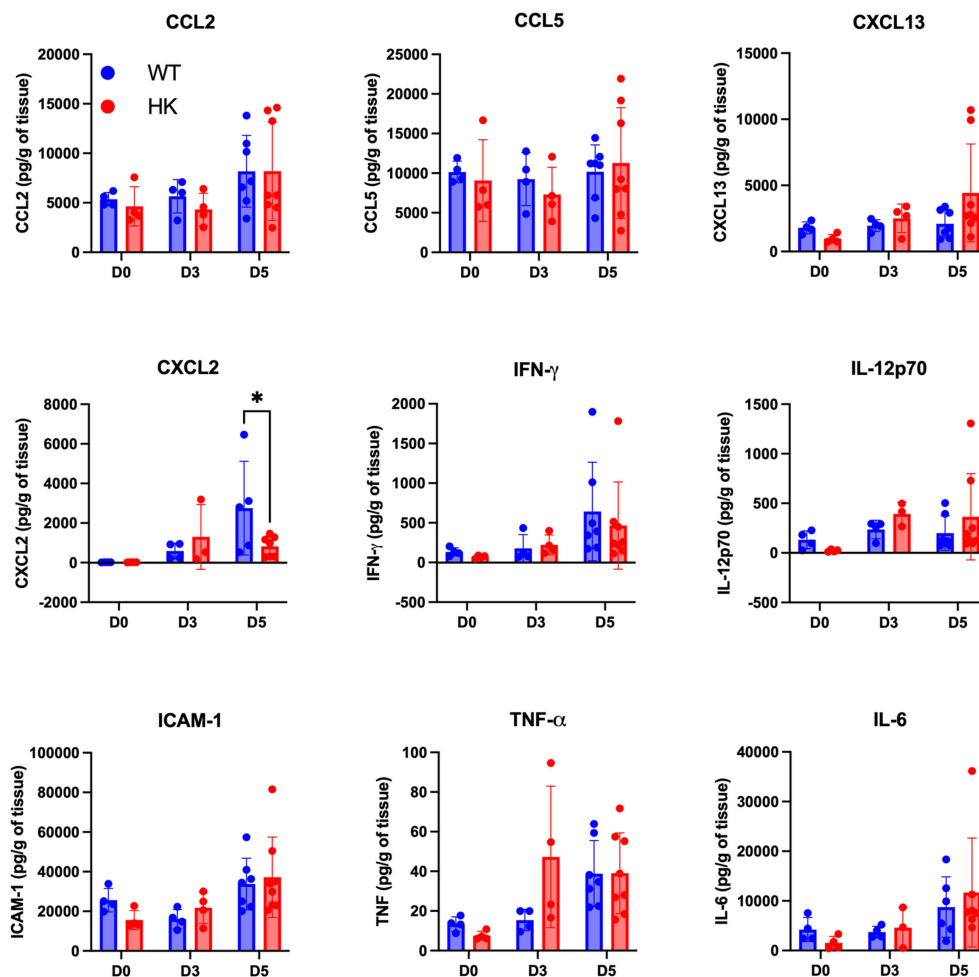 CCL2
CCL5
CXCL13
CCL2 (pg/g of tissue)
20000
15000
10000
5000
0
WT
HK
D0 D3 D5
CCL5 (pg/g of tissue)
25000
20000
15000
10000
5000
0
D0 D3 D5
CXCL13 (pg/g of tissue)
15000
10000
5000
0
D0 D3 D5
CXCL2
IFN-γ
IL-12p70
CXCL2 (pg/g of tissue)
8000
6000
4000
2000
0
-2000
*
D0 D3 D5
IFN-γ (pg/g of tissue)
2000
1500
1000
500
0
-500
D0 D3 D5
IL-12p70 (pg/g of tissue)
1500
1000
500
0
-500
D0 D3 D5
ICAM-1
TNF-α
IL-6
ICAM-1 (pg/g of tissue)
100000
80000
60000
40000
20000
0
D0 D3 D5
TNF (pg/g of tissue)
100
80
60
40
20
0
D0 D3 D5
IL-6 (pg/g of tissue)
40000
30000
20000
10000
0
D0 D3 D5